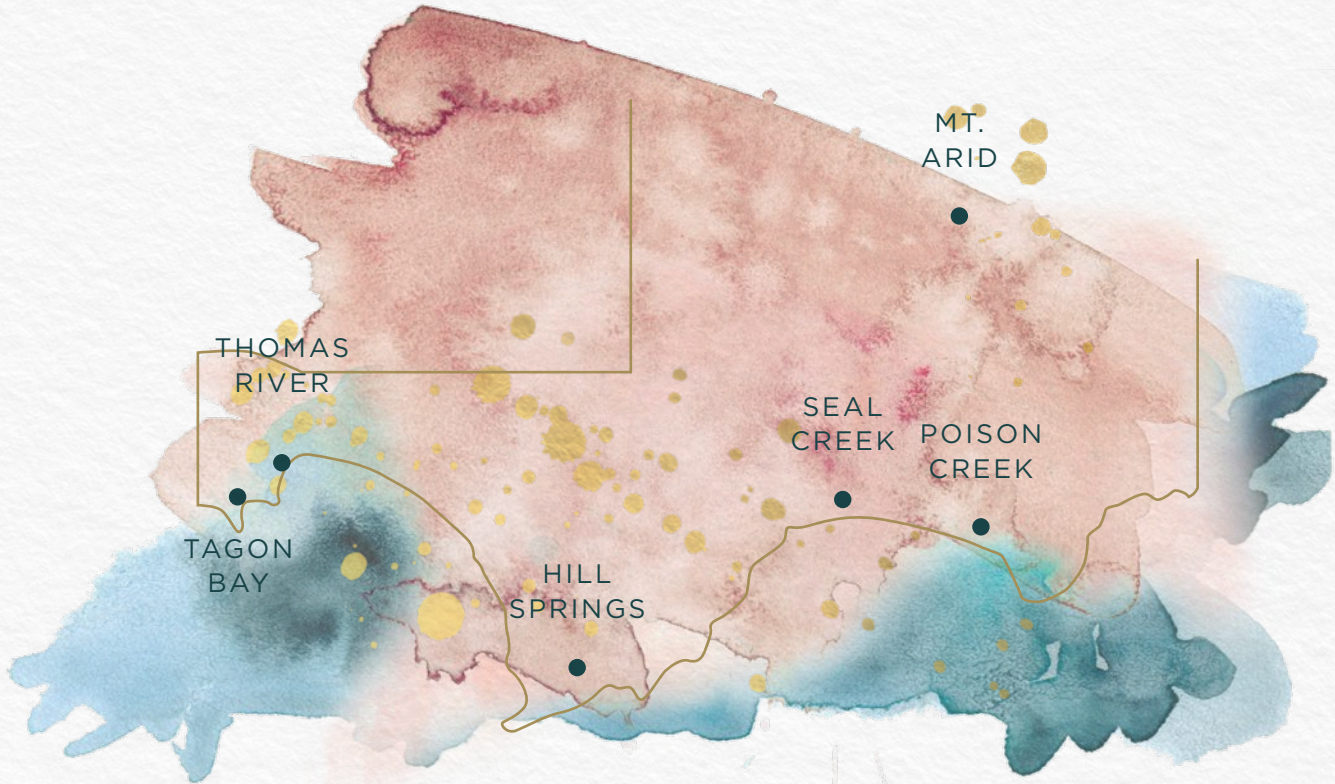 MT.
ARID
THOMAS
RIVER
SEAL
CREEK
POISON
CREEK
TAGON
BAY
HILL
SPRINGS